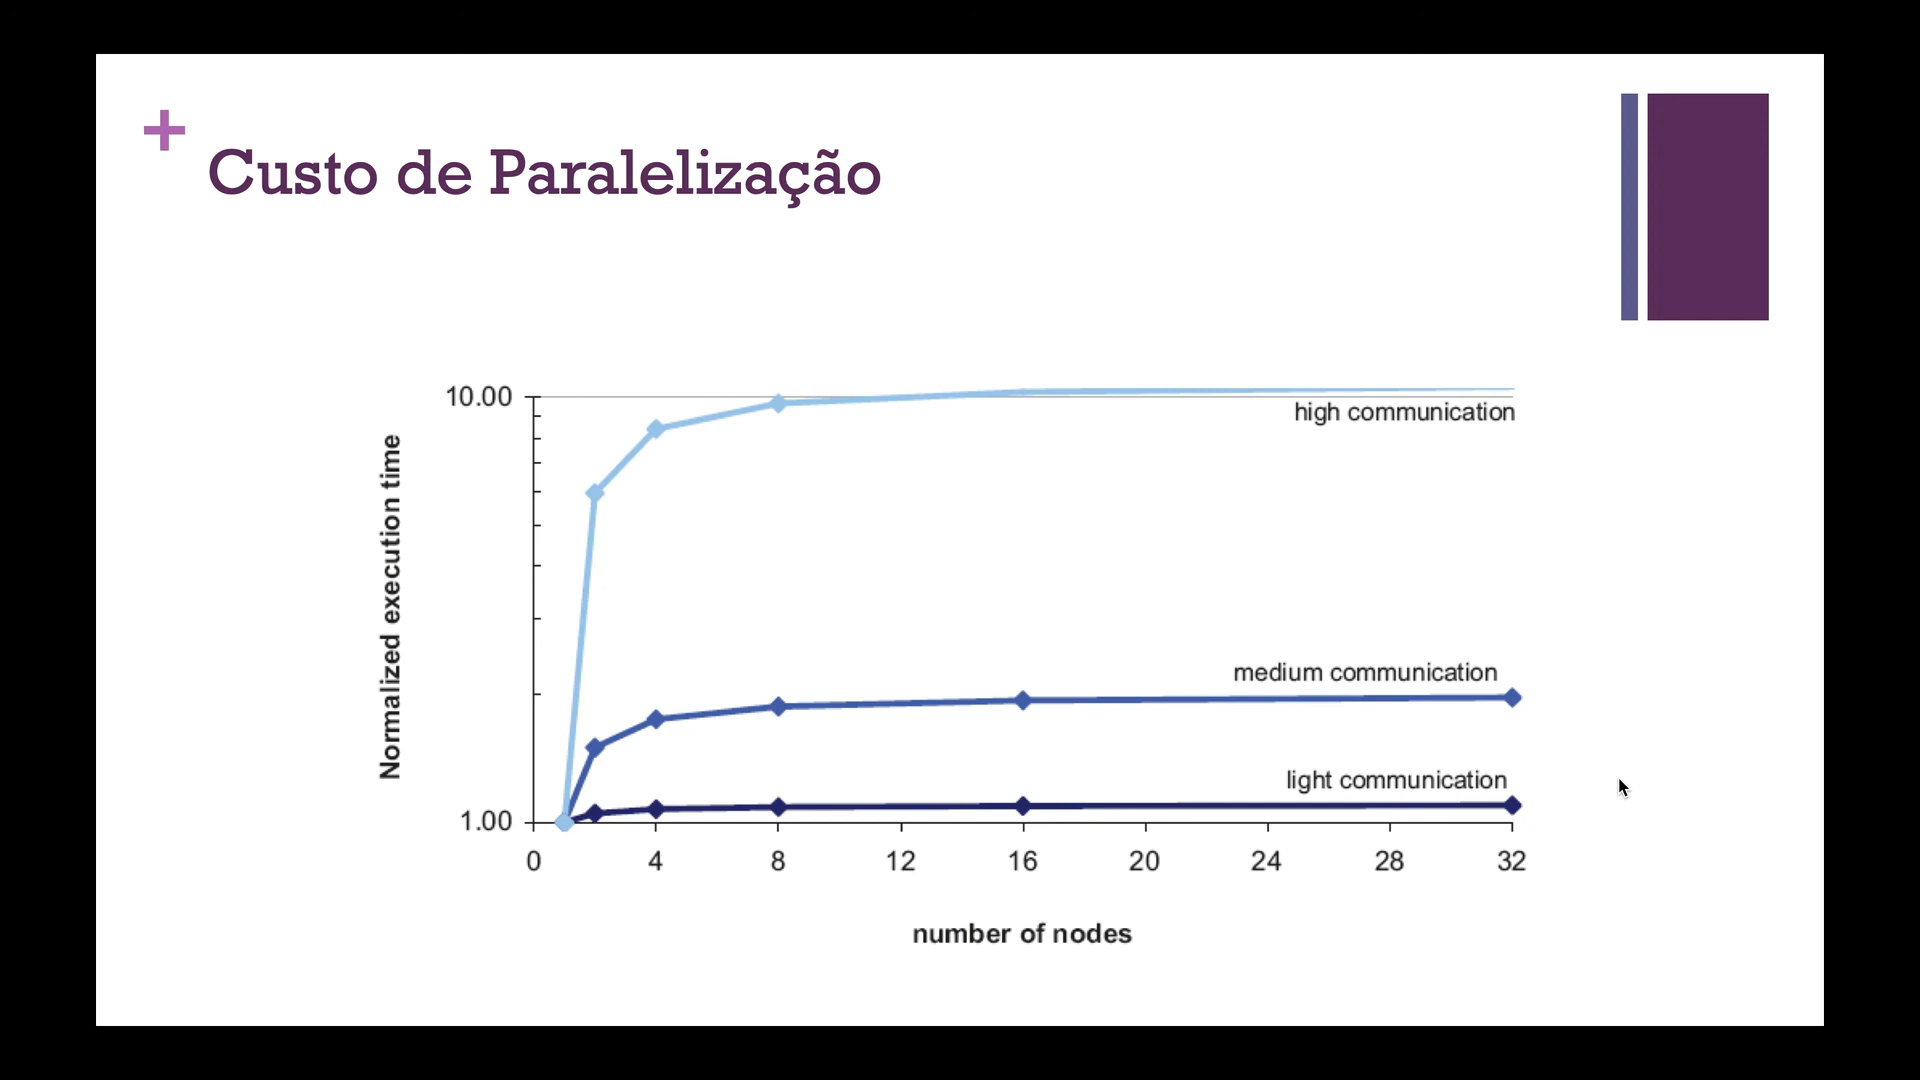 +
Custo de Paralelização
10.00
high communication
Normalized execution time
medium communication
light communication
1.00
0 4 8 12 16 20 24 28 32
number of nodes